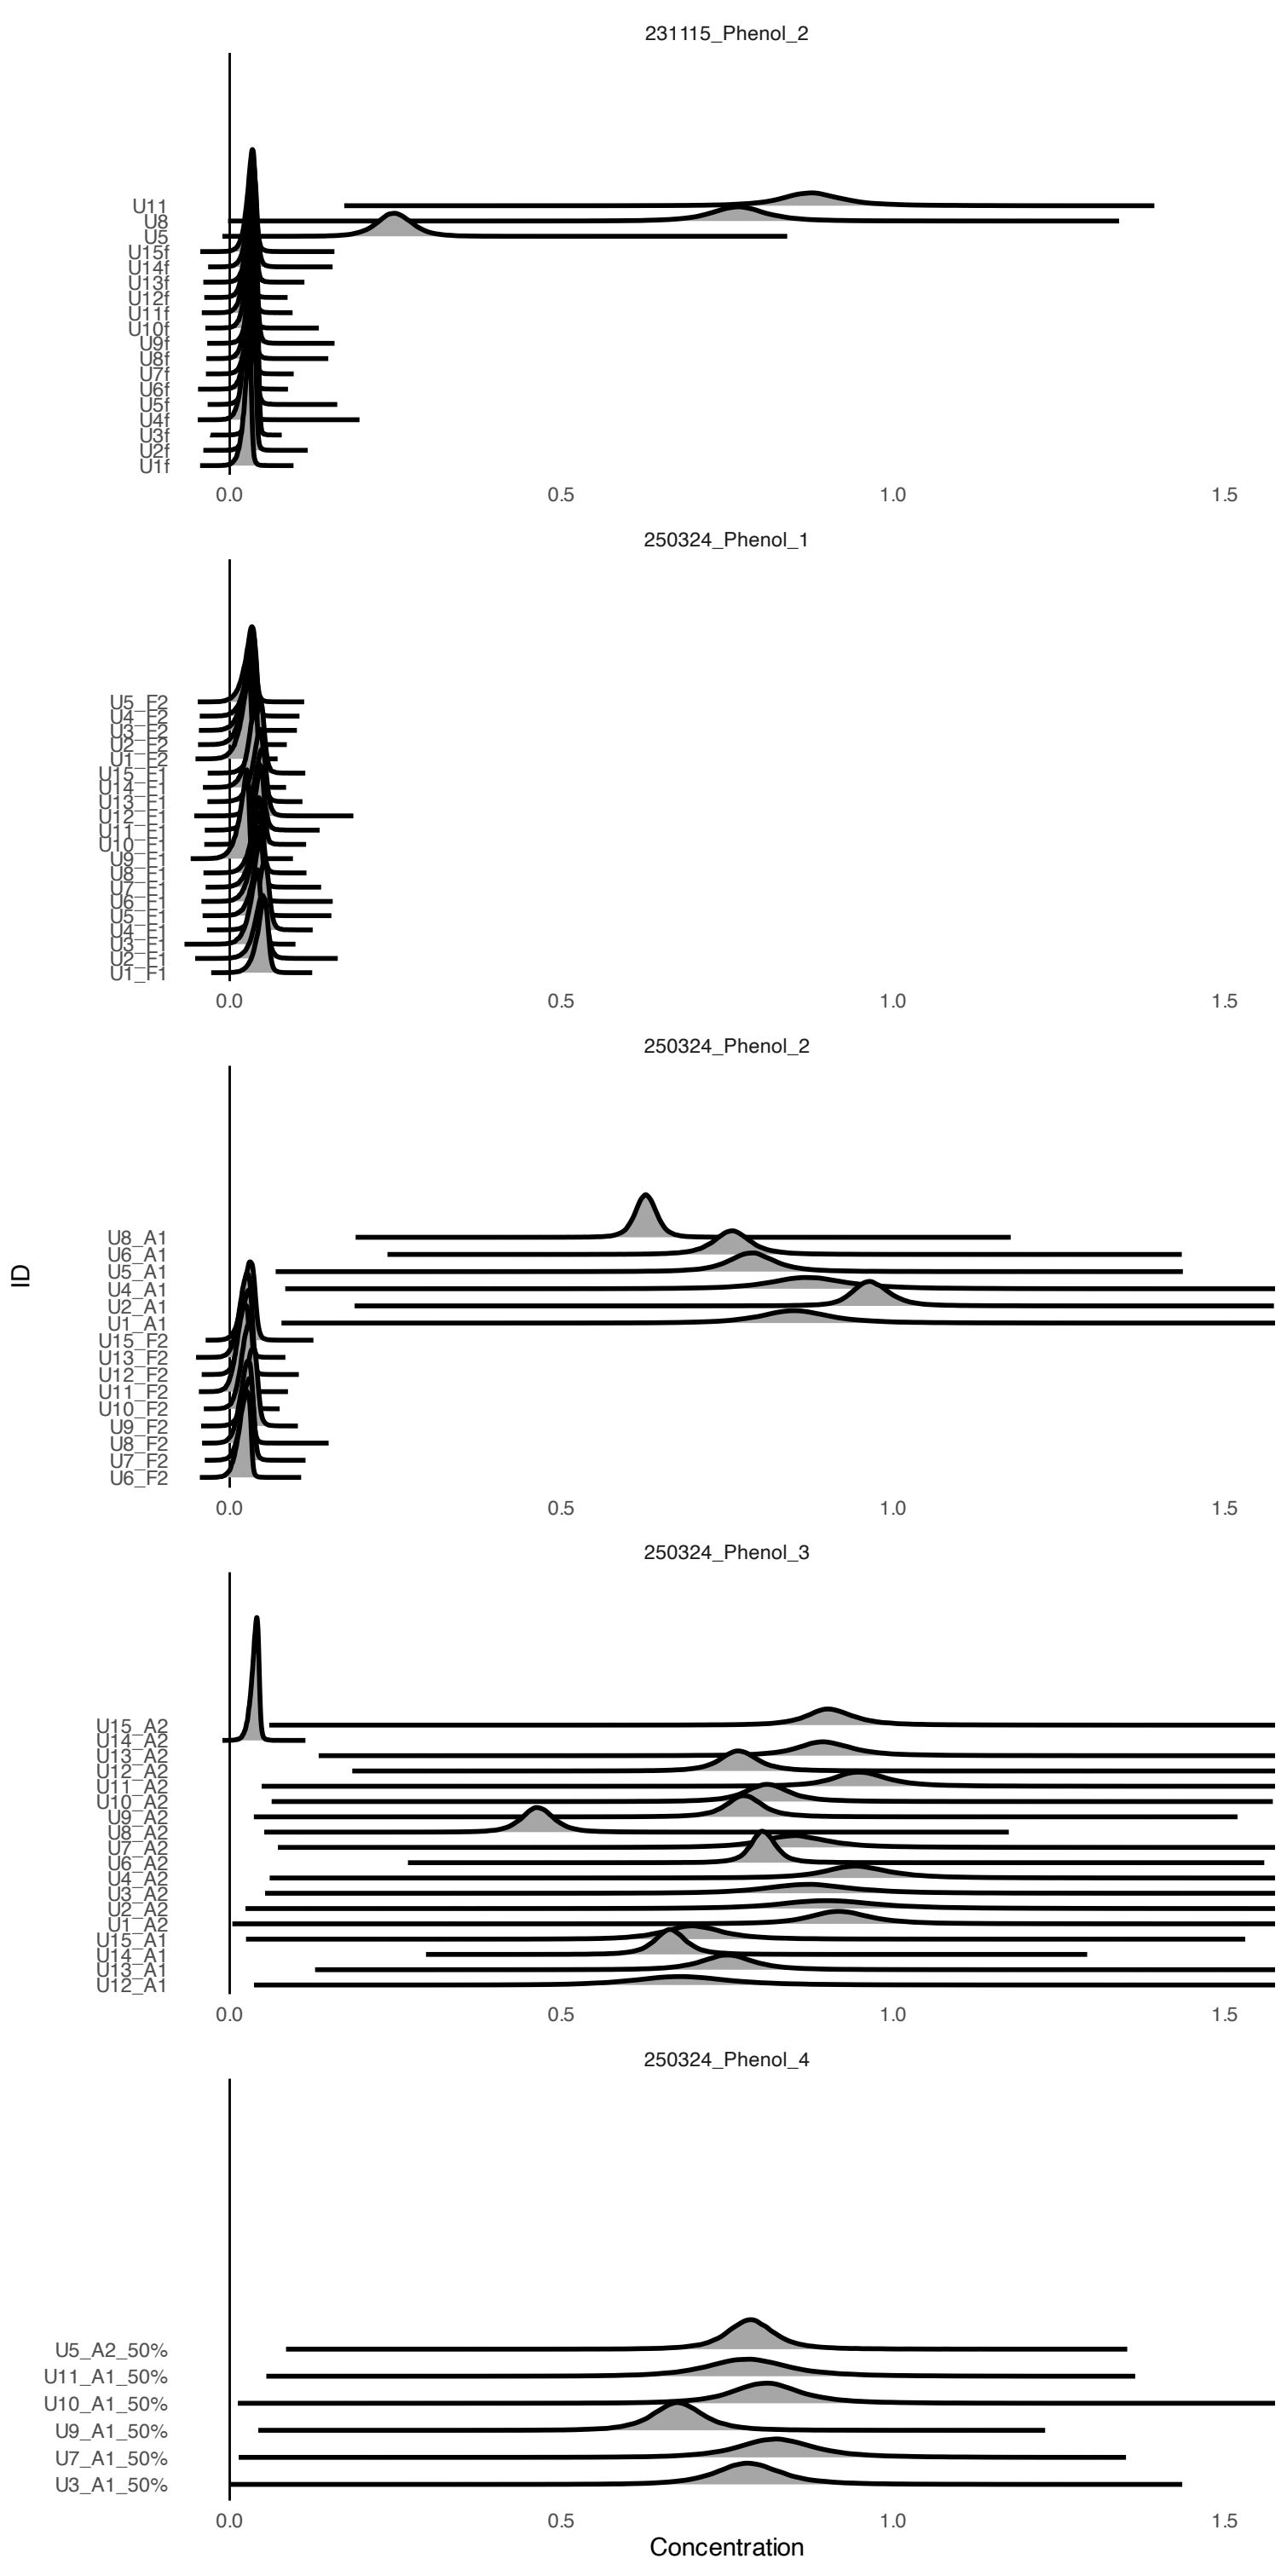 231115_Phenol_2
U11
U8
U5
U15f
U14f
U13f
U12f
U11f
U10f
U9f
U8f
U7f
U6f
U5f
U4f
U3f
U2f
U1f
0.0 0.5 1.0 1.5
250324_Phenol_1
U5_F2
U4_F2
U3_F2
U2_F2
U1_F2
U15_F1
U14_F1
U13_F1
U12_F1
U11_F1
U10_F1
U9_F1
U8_F1
U7_F1
U6_F1
U5_F1
U4_F1
U3_F1
U2_F1
U1_F1
0.0 0.5 1.0 1.5
250324_Phenol_2
U8_A1
U6_A1
U5_A1
U4_A1
U2_A1
U1_A1
U15_F2
U13_F2
U12_F2
U11_F2
U10_F2
U9_F2
U8_F2
U7_F2
U6_F2
0.0 0.5 1.0 1.5
ID
250324_Phenol_3
U15_A2
U14_A2
U13_A2
U12_A2
U11_A2
U10_A2
U9_A2
U8_A2
U7_A2
U6_A2
U4_A2
U3_A2
U2_A2
U1_A2
U15_A1
U14_A1
U13_A1
U12_A1
0.0 0.5 1.0 1.5
250324_Phenol_4
U5_A2_50%
U11_A1_50%
U10_A1_50%
U9_A1_50%
U7_A1_50%
U3_A1_50%
0.0 0.5 1.0 1.5
Concentration